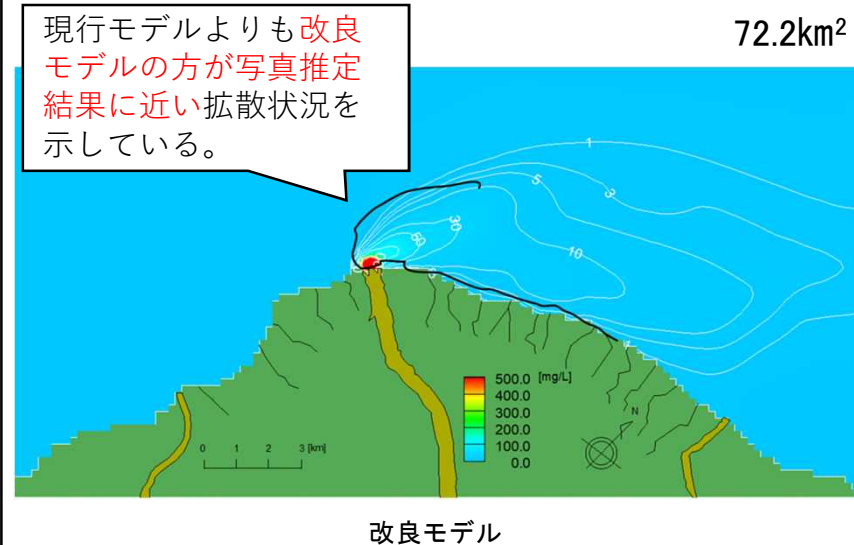 現行モデルよりも改良
モデルの方が写真推定
結果に近い拡散状況を
示している。
72.2km²
1
5
3
30
50
10
500.0 [mg/L]
400.0
300.0
200.0
100.0
0.0
N
0 1 2 3 [km]
改良モデル